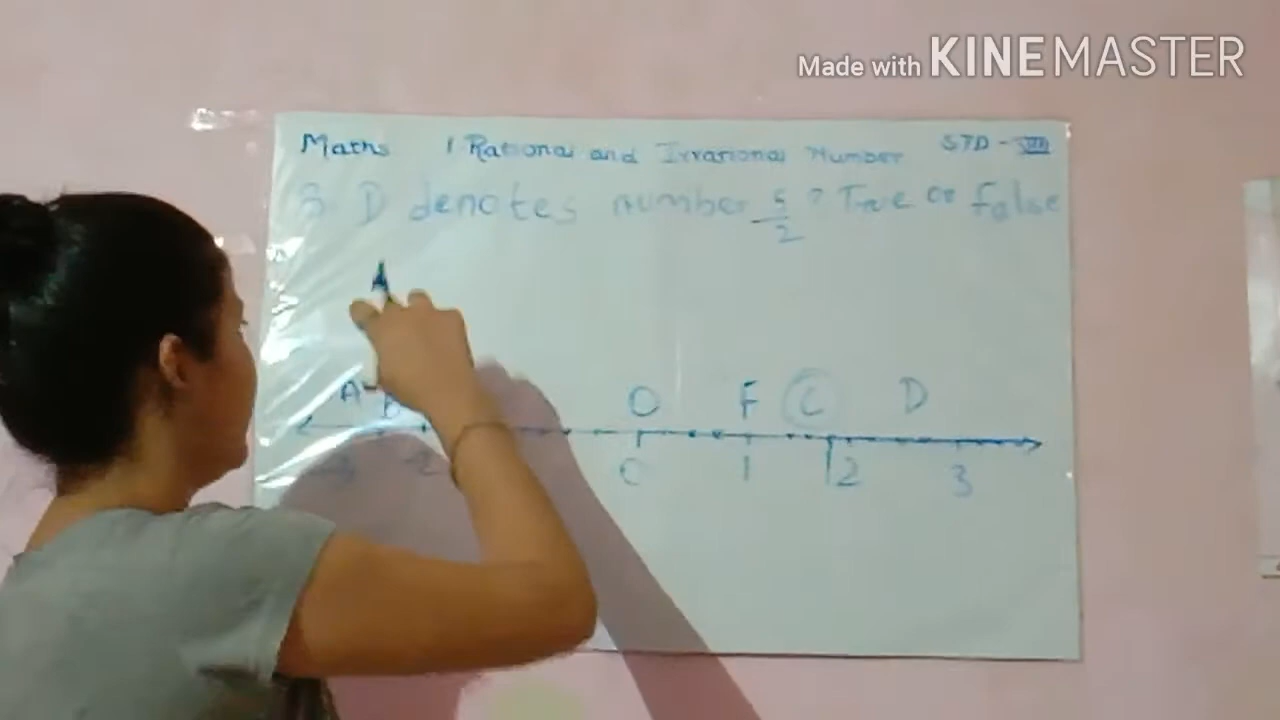 Made with KINEMASTER
Maths 1 Rational and Irrational Number STD - VIII
3 D denotes number 5/2 ? True or false
A B O F C D
0 1 2 3